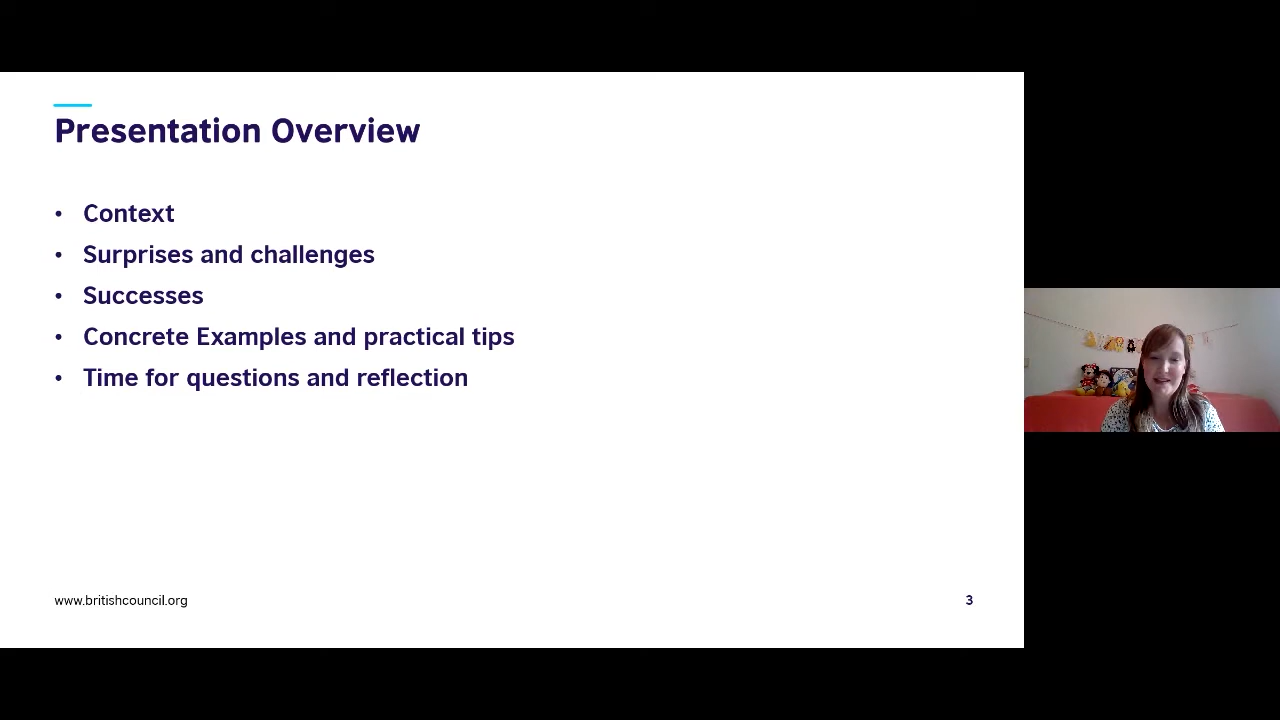 Presentation Overview
• Context
• Surprises and challenges
• Successes
• Concrete Examples and practical tips
• Time for questions and reflection
www.britishcouncil.org
3